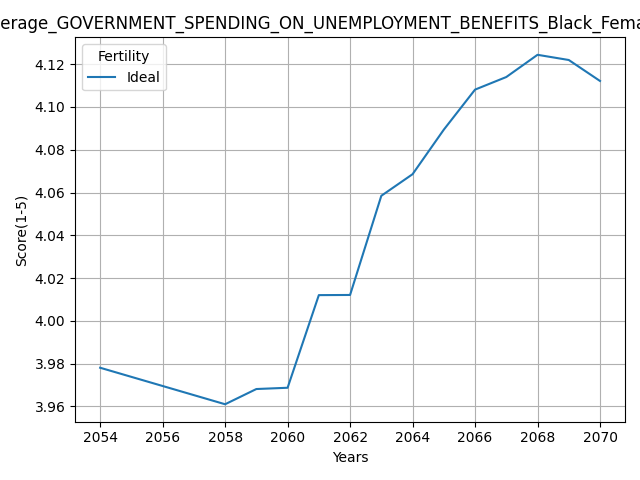 erage_GOVERNMENT_SPENDING_ON_UNEMPLOYMENT_BENEFITS_Black_Fema
Fertility
Ideal
4.12
4.10
4.08
4.06
4.04
4.02
4.00
3.98
3.96
Score(1-5)
2054 2056 2058 2060 2062 2064 2066 2068 2070
Years